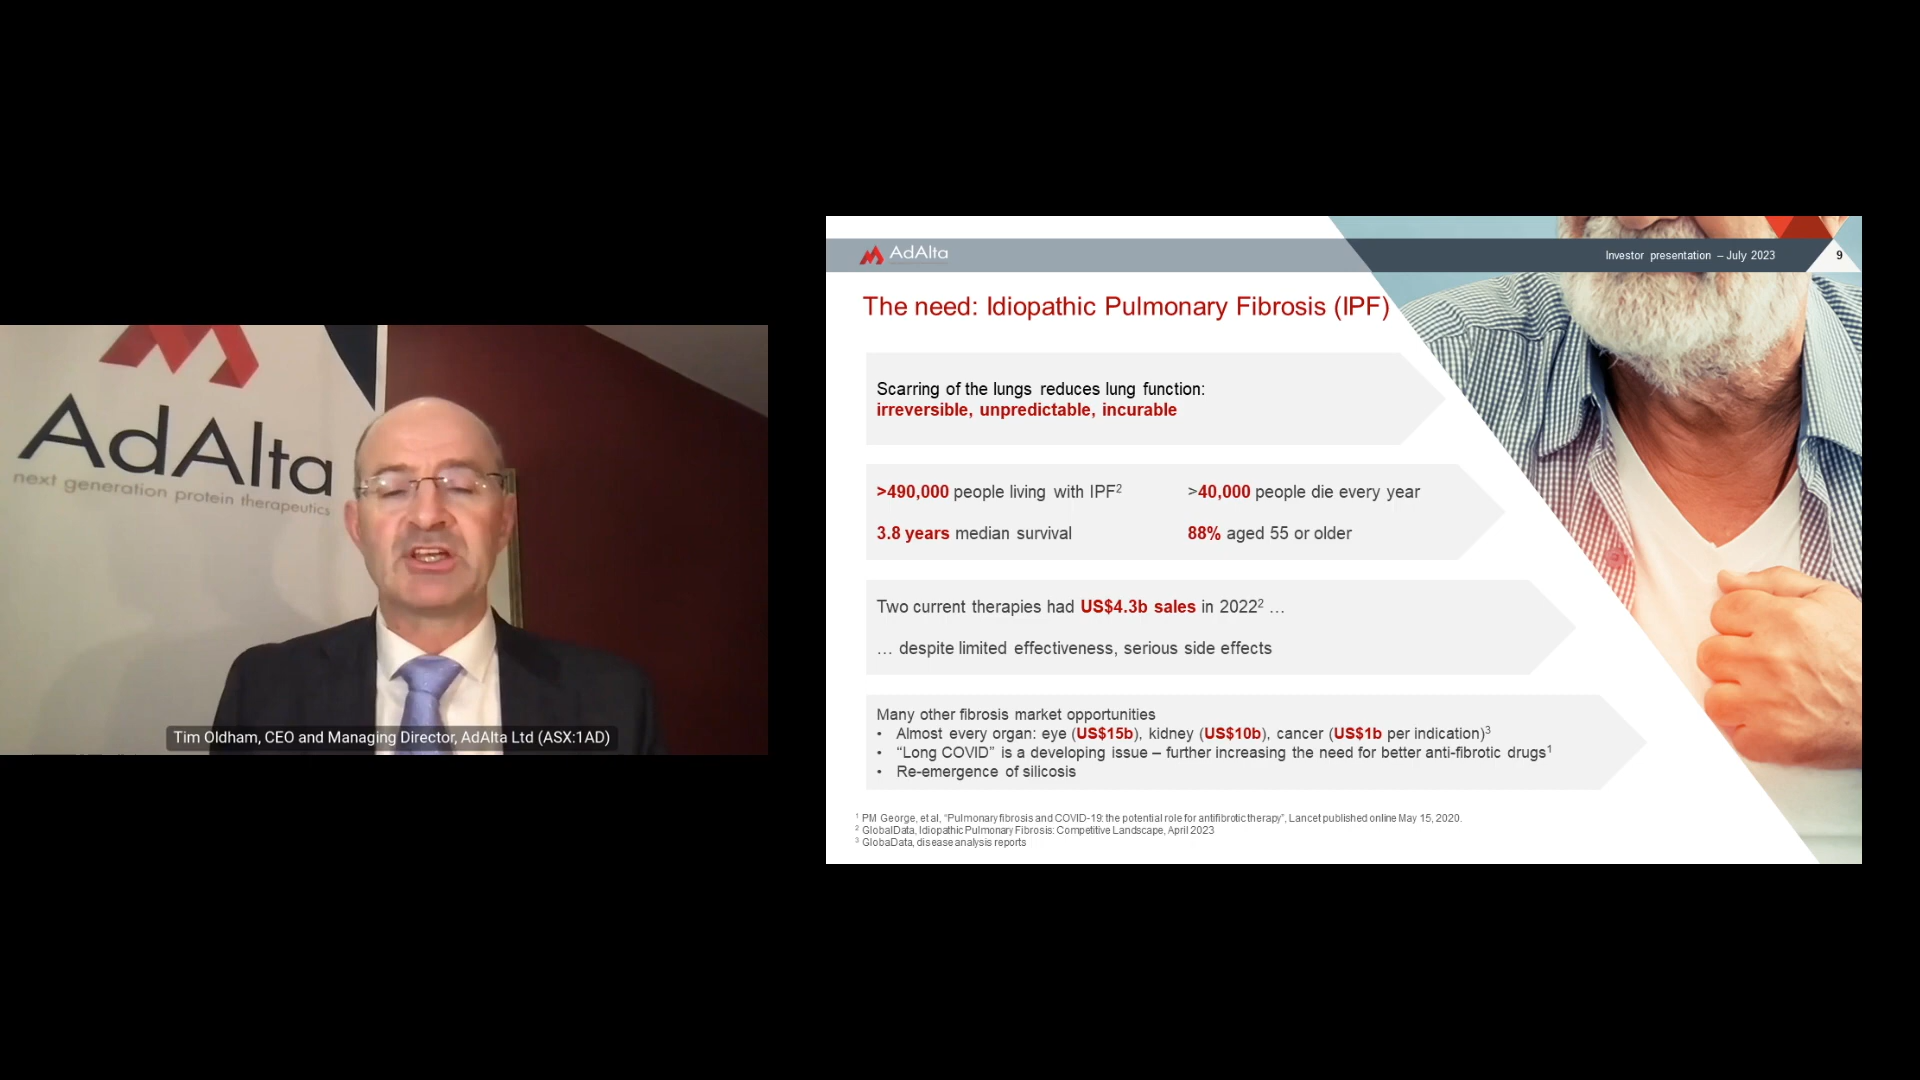 AdAlta
next generation protein therapeutics
Tim Oldham, CEO and Managing Director, AdAlta Ltd (ASX:1AD)
AdAlta
Investor presentation – July 2023
9
The need: Idiopathic Pulmonary Fibrosis (IPF)
Scarring of the lungs reduces lung function:
irreversible, unpredictable, incurable
>490,000 people living with IPF2
>40,000 people die every year
3.8 years median survival
88% aged 55 or older
Two current therapies had US$4.3b sales in 20222 …
… despite limited effectiveness, serious side effects
Many other fibrosis market opportunities
• Almost every organ: eye (US$15b), kidney (US$10b), cancer (US$1b per indication)3
• “Long COVID” is a developing issue – further increasing the need for better anti-fibrotic drugs1
• Re-emergence of silicosis
1 PM George, et al, “Pulmonary fibrosis and COVID-19: the potential role for antifibrotic therapy”, Lancet published online May 15, 2020.
2 GlobalData, Idiopathic Pulmonary Fibrosis: Competitive Landscape, April 2023
3 GlobaData, disease analysis reports